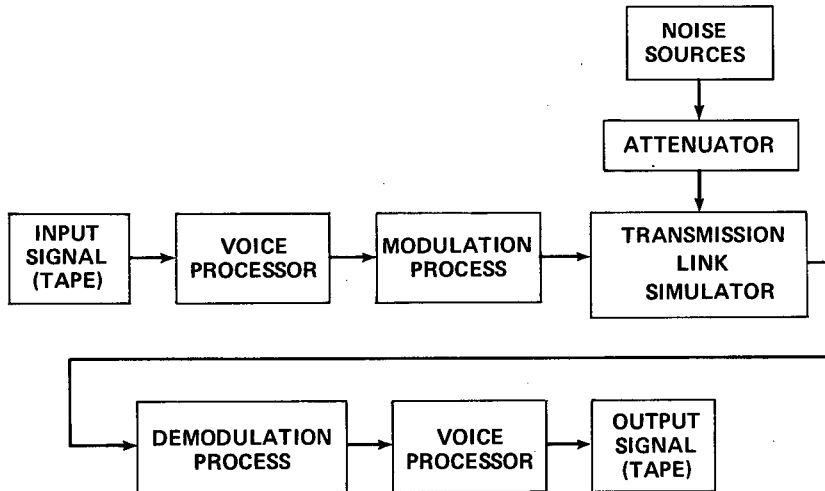 NOISE
SOURCES
ATTENUATOR
INPUT
SIGNAL
(TAPE)
VOICE
PROCESSOR
MODULATION
PROCESS
TRANSMISSION
LINK
SIMULATOR
DEMODULATION
PROCESS
VOICE
PROCESSOR
OUTPUT
SIGNAL
(TAPE)